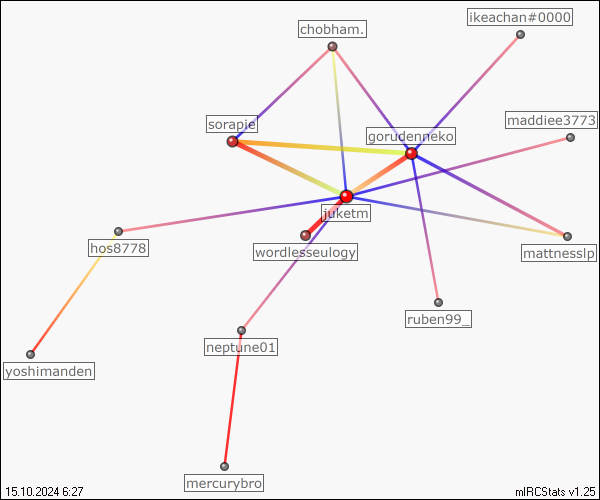 ikeachan#0000
chobham.
maddiee3773
sorapie
gorudenneko
juketm
hos8778
wordlesseulogy
mattnesslp
ruben99_
neptune01
yoshimanden
mercurybro
15.10.2024 6:27
mIRCStats v1.25